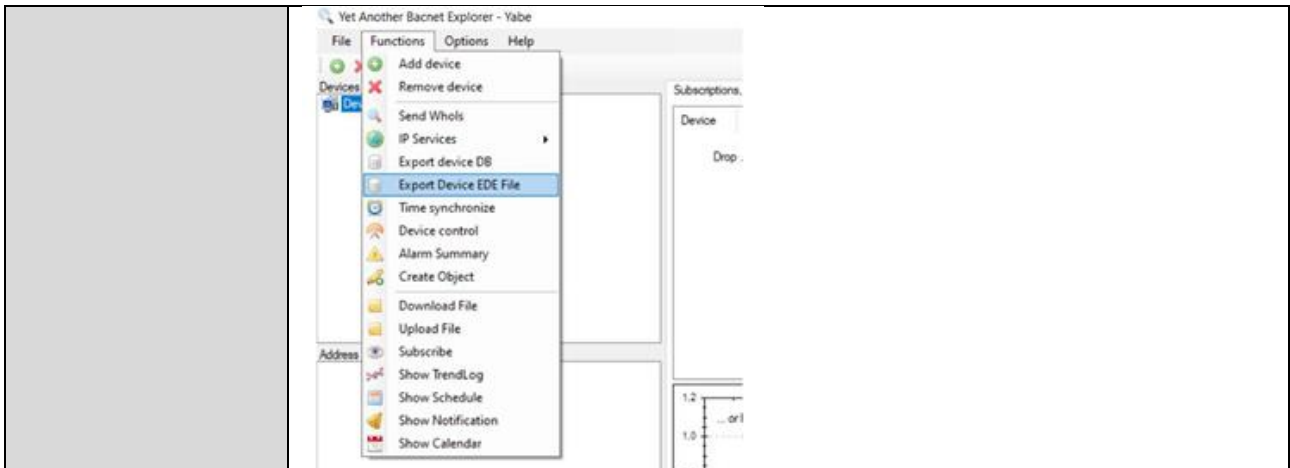 Yet Another Bacnet Explorer - Yabe
File Functions Options Help
Add device
Devices
Remove device
Subscriptions,
Send WhoIs
Device
IP Services
Export device DB
Drop .
Export Device EDE File
Time synchronize
Device control
Alarm Summary
Create Object
Download File
Upload File
Address
Subscribe
Show TrendLog
Show Schedule
1.2
Show Notification
... or l
1.0
Show Calendar